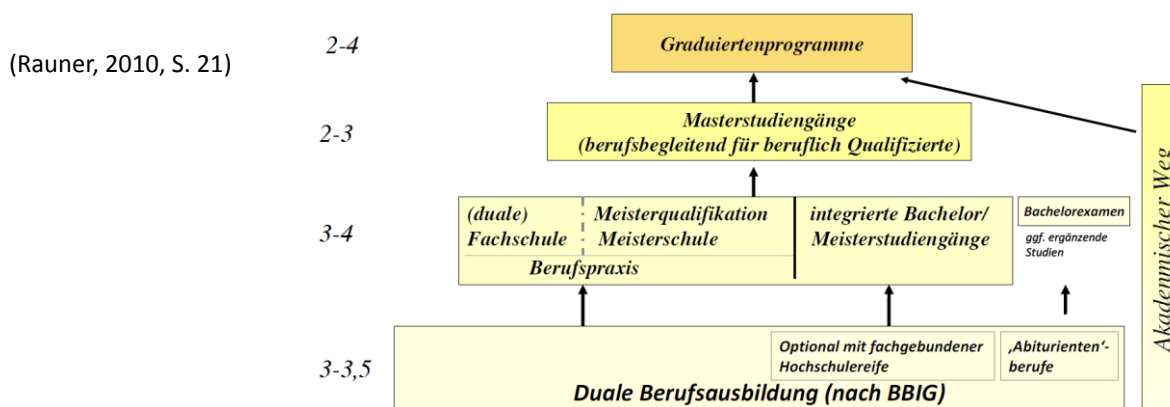 2-4
Graduiertenprogramme
(Rauner, 2010, S. 21)
2-3
Masterstudiengänge
(berufsbegleitend für beruflich Qualifizierte)
3-4
(duale)
Fachschule
Meisterqualifikation
Meisterschule
Berufspraxis
integrierte Bachelor/
Meisterstudiengänge
Bachelorexamen
ggf. ergänzende
Studien
3-3,5
Optional mit fachgebundener
Hochschulereife
‚Abiturienten‘-
berufe
Duale Berufsausbildung (nach BBIG)
Akadenmischer Weg